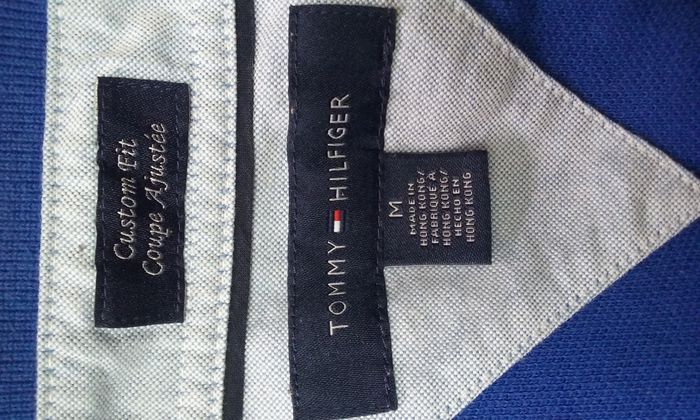 Custom Fit
Coupe Ajustée
TOMMY HILFIGER
M
MADE IN
HONG KONG/
FABRIQUÉ À
HONG KONG/
HECHO EN
HONG KONG